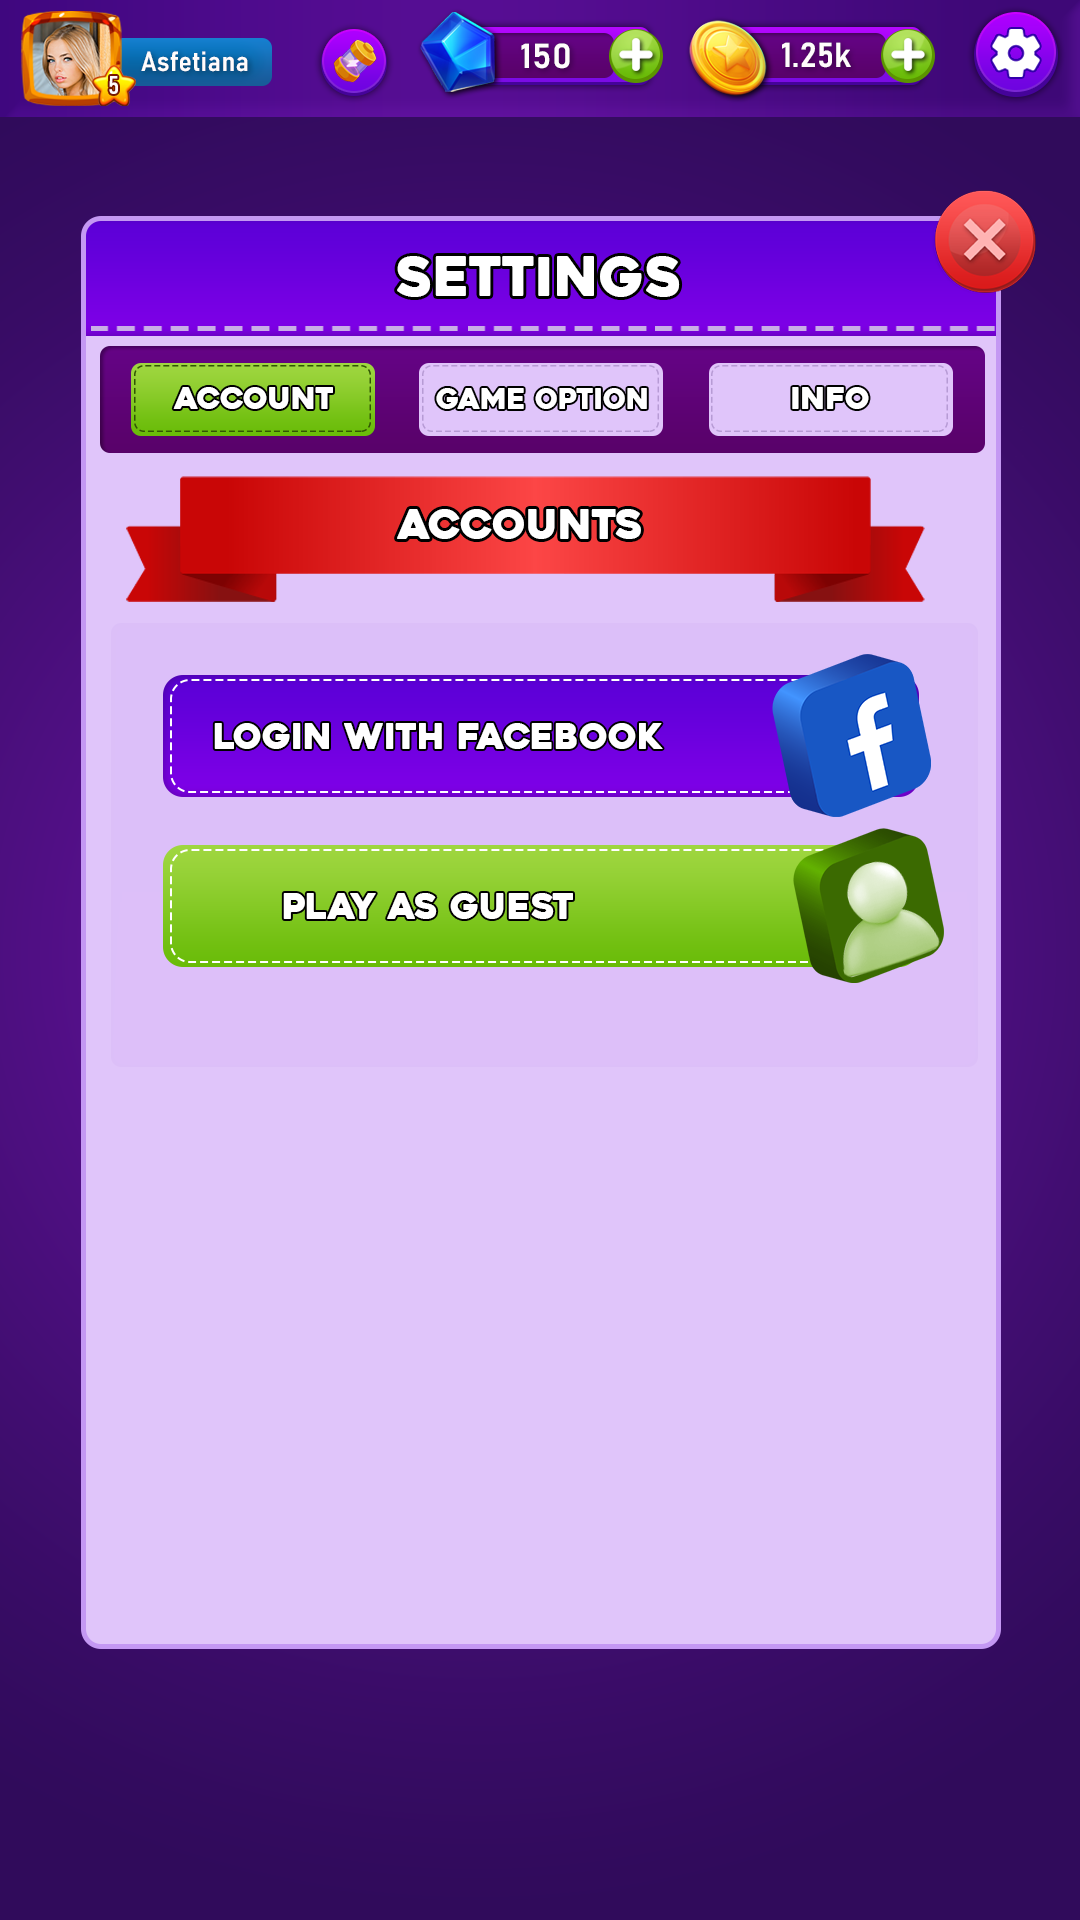 5
Asfetiana
150
1.25k
SETTINGS
ACCOUNT
GAME OPTION
INFO
ACCOUNTS
LOGIN WITH FACEBOOK
f
PLAY AS GUEST